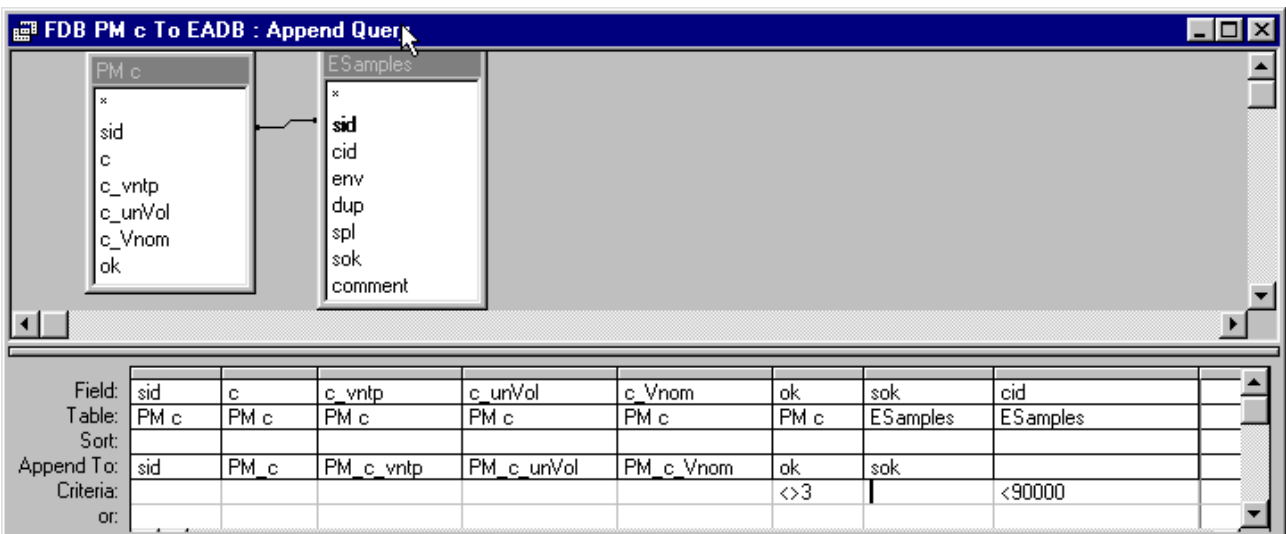 FDB PM c To EADB : Append Query
PM c
*
sid
c
c_vntp
c_unVol
c_Vnom
ok
ESamples
*
sid
cid
env
dup
spl
sok
comment
Field: sid c c_vntp c_unVol c_Vnom ok sok cid
Table: PM c PM c PM c PM c PM c PM c ESamples ESamples
Sort:
Append To: sid PM_c PM_c_vntp PM_c_unVol PM_c_Vnom ok sok
Criteria: <>3 <90000
or: